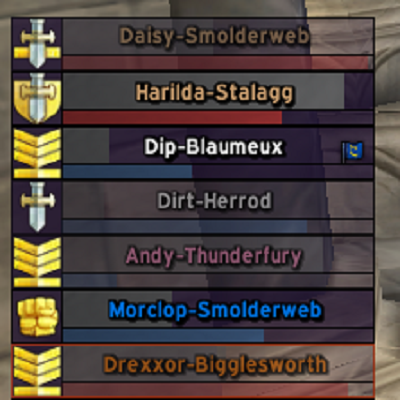 Daisy-Smolderweb
Harilda-Stalagg
Dip-Blaumeux
Dirt-Herrod
Andy-Thunderfury
Morclop-Smolderweb
Drexxor-Bigglesworth